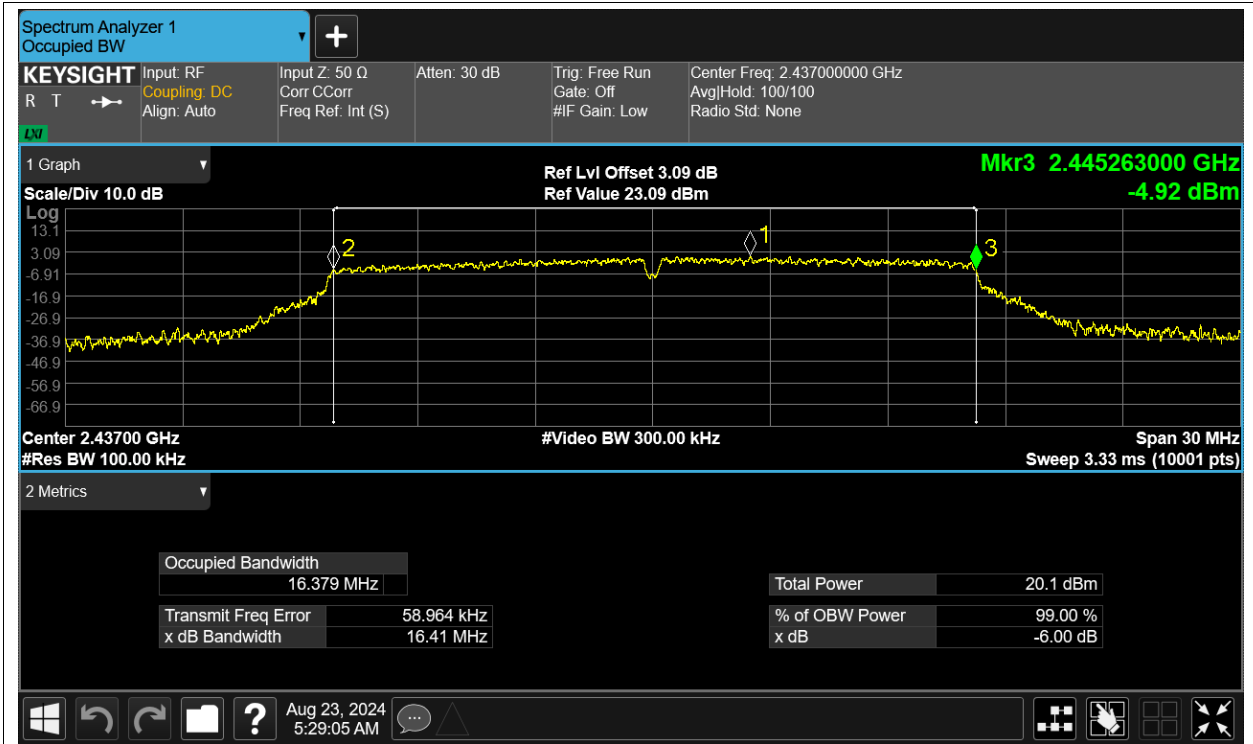 Spectrum Analyzer 1
Occupied BW
KEYSIGHT
R T
LXI
Input: RF
Coupling: DC
Align: Auto
Input Z: 50 Ω
Corr CCorr
Freq Ref: Int (S)
Atten: 30 dB
Trig: Free Run
Gate: Off
#IF Gain: Low
Center Freq: 2.437000000 GHz
Avg|Hold: 100/100
Radio Std: None
1 Graph
Scale/Div 10.0 dB
Ref Lvl Offset 3.09 dB
Ref Value 23.09 dBm
Mkr3 2.445263000 GHz
-4.92 dBm
Log
13.1
3.09
-6.91
-16.9
-26.9
-36.9
-46.9
-56.9
-66.9
2
1
3
Center 2.43700 GHz
#Res BW 100.00 kHz
#Video BW 300.00 kHz
Span 30 MHz
Sweep 3.33 ms (10001 pts)
2 Metrics
Occupied Bandwidth
16.379 MHz
Transmit Freq Error 58.964 kHz
x dB Bandwidth 16.41 MHz
Total Power 20.1 dBm
% of OBW Power 99.00 %
x dB -6.00 dB
?
Aug 23, 2024
5:29:05 AM